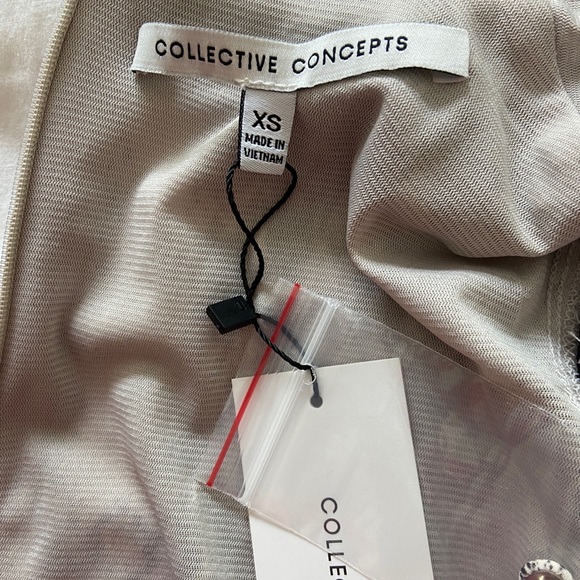 COLLECTIVE CONCEPTS
XS
MADE IN
VIETNAM
COLLEC